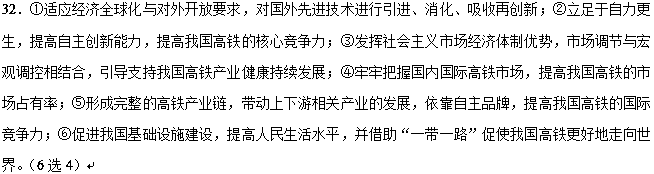 32．①适应经济全球化与对外开放要求，对国外先进技术进行引进、消化、吸收再创新；②立足于自力更
生，提高自主创新能力，提高我国高铁的核心竞争力；③发挥社会主义市场经济体制优势，市场调节与宏
观调控相结合，引导支持我国高铁产业健康持续发展；④牢牢把握国内国际高铁市场，提高我国高铁的市
场占有率；⑤形成完整的高铁产业链，带动上下游相关产业的发展，依靠自主品牌，提高我国高铁的国际
竞争力；⑥促进我国基础设施建设，提高人民生活水平，并借助“一带一路”促使我国高铁更好地走向世
界。（6 选 4）↵